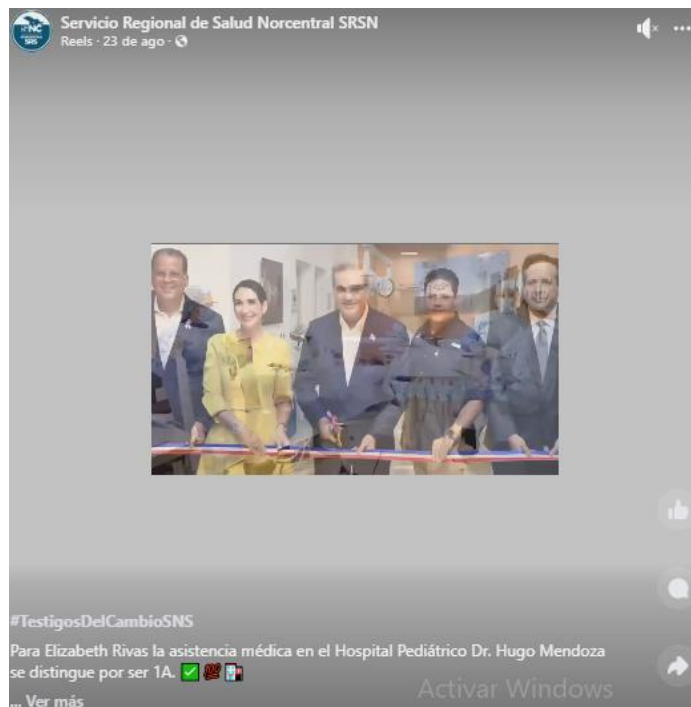 Servicio Regional de Salud Norcentral SRSN
Reels · 23 de ago ·
#TestigosDelCambioSNS
Para Elizabeth Rivas la asistencia médica en el Hospital Pediátrico Dr. Hugo Mendoza
se distingue por ser 1A. ✅ 💯 🏥
... Ver más
Activar Windows